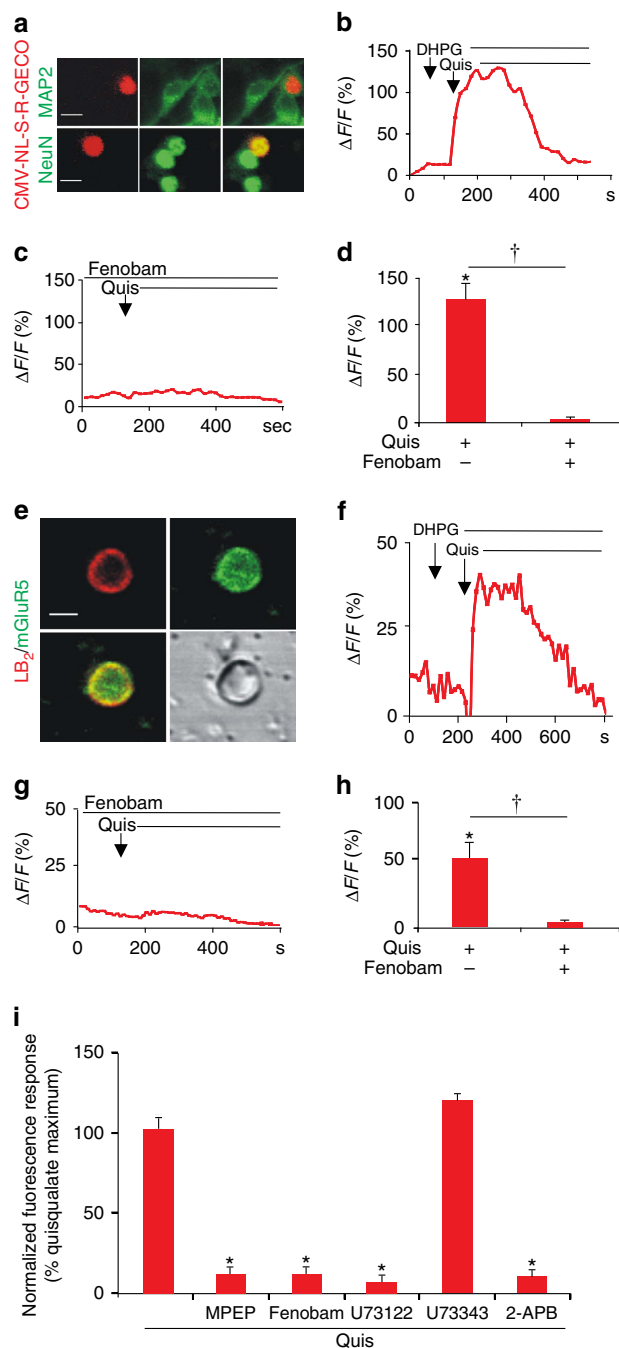 a
CMV-NL-S-R-GECO
MAP2
NeuN
b
DHPG
Quis
150
100
50
0
ΔF/F (%)
200 400 s
c
Fenobam
Quis
150
100
50
0
ΔF/F (%)
200 400 sec
d
†
*
150
100
50
0
ΔF/F (%)
Quis + +
Fenobam – +
e
LB2/mGluR5
f
DHPG
Quis
50
25
0
ΔF/F (%)
0 200 400 600 s
g
Fenobam
Quis
50
25
0
ΔF/F (%)
0 200 400 s
h
†
*
100
50
0
ΔF/F (%)
Quis + +
Fenobam – +
i
Normalized fluorescence response
(% quisqualate maximum)
150
100
50
0
* * * *
MPEP Fenobam U73122 U73343 2-APB
Quis